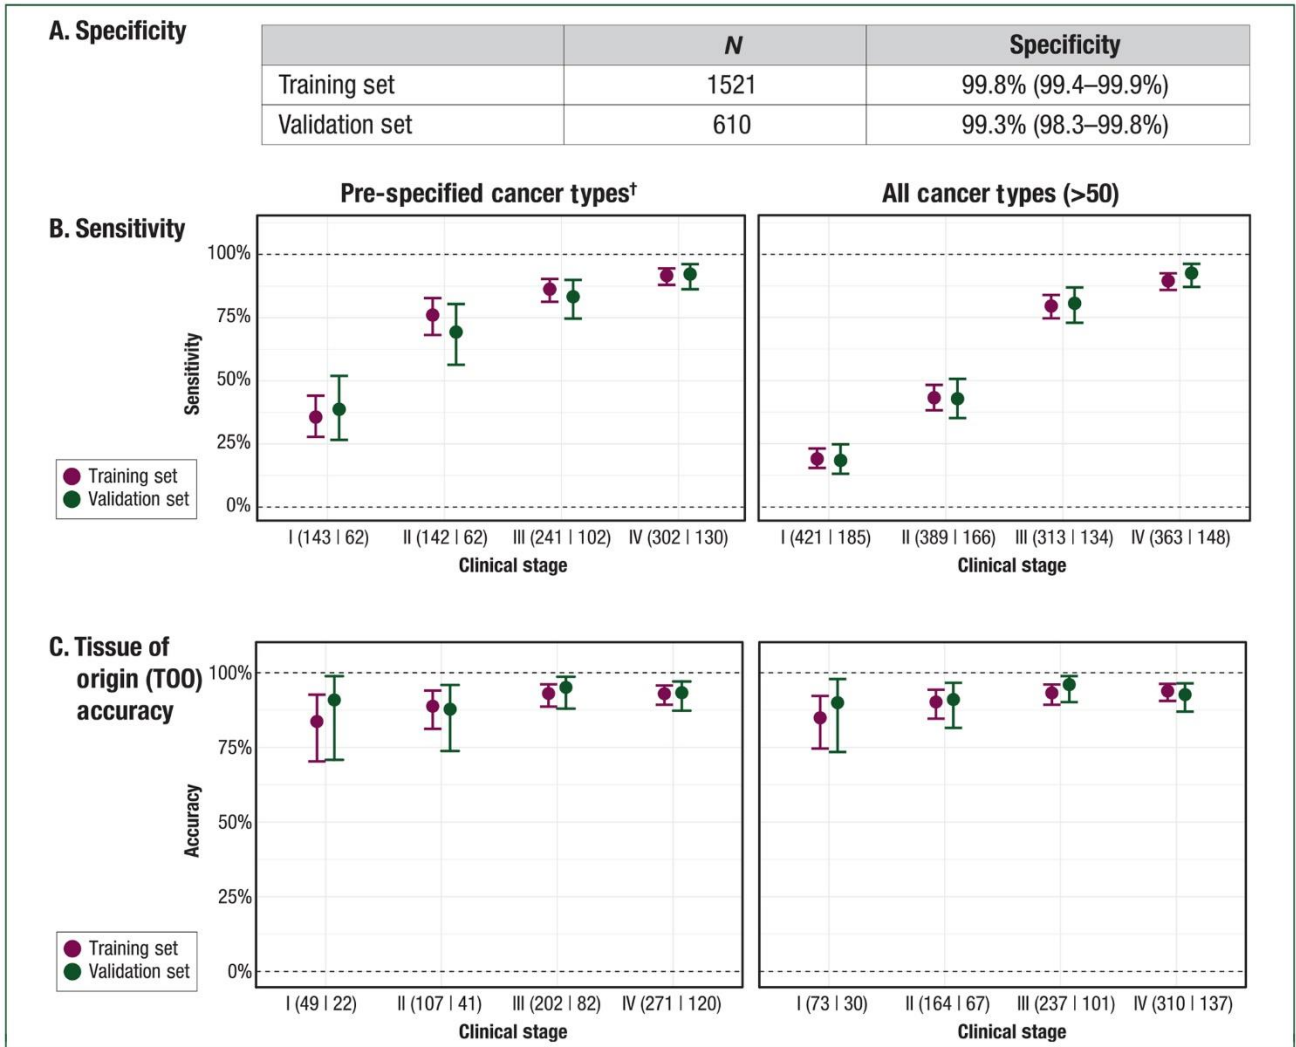 A. Specificity
N Specificity
Training set 1521 99.8% (99.4–99.9%)
Validation set 610 99.3% (98.3–99.8%)
Pre-specified cancer types† All cancer types (>50)
B. Sensitivity
100%
75%
50%
25%
0%
Sensitivity
Training set
Validation set
I (143 | 62) II (142 | 62) III (241 | 102) IV (302 | 130)
Clinical stage
I (421 | 185) II (389 | 166) III (313 | 134) IV (363 | 148)
Clinical stage
C. Tissue of
origin (TOO)
accuracy
100%
75%
50%
25%
0%
Accuracy
Training set
Validation set
I (49 | 22) II (107 | 41) III (202 | 82) IV (271 | 120)
Clinical stage
I (73 | 30) II (164 | 67) III (237 | 101) IV (310 | 137)
Clinical stage